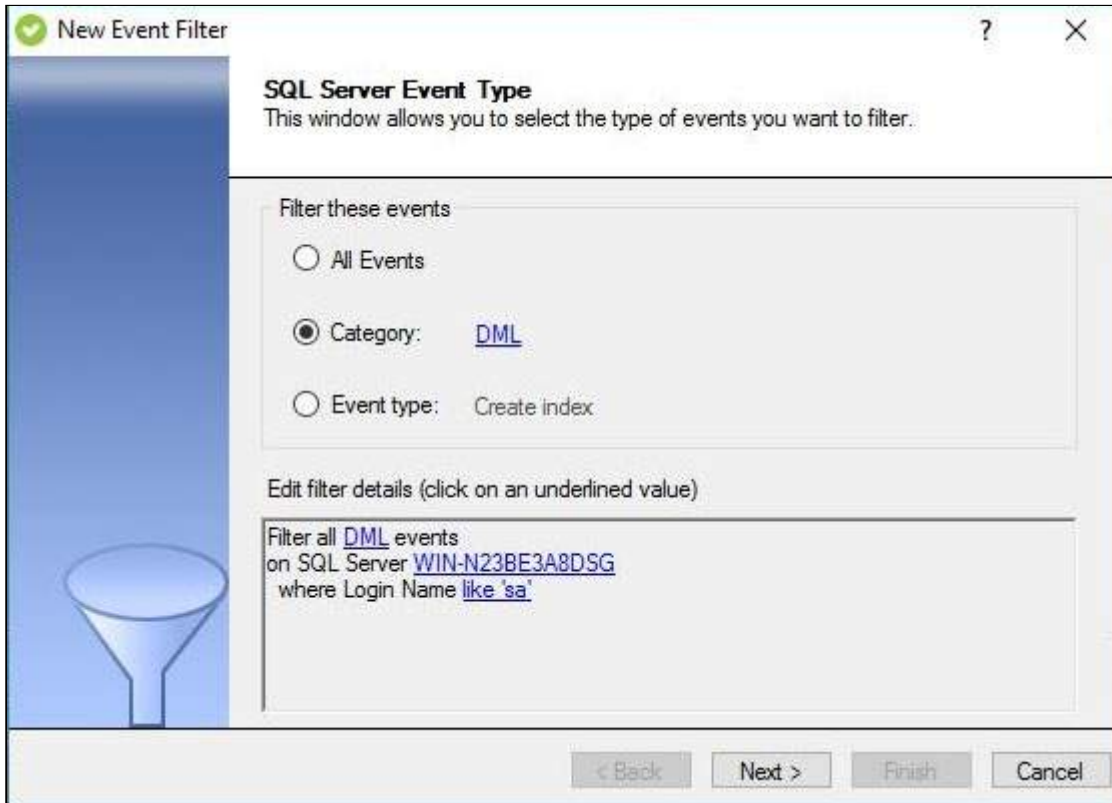 New Event Filter ? X
SQL Server Event Type
This window allows you to select the type of events you want to filter.
Filter these events
All Events
Category: DML
Event type: Create index
Edit filter details (click on an underlined value)
Filter all DML events
on SQL Server WIN-N23BE3A8DSG
where Login Name like 'sa'
< Back Next > Finish Cancel